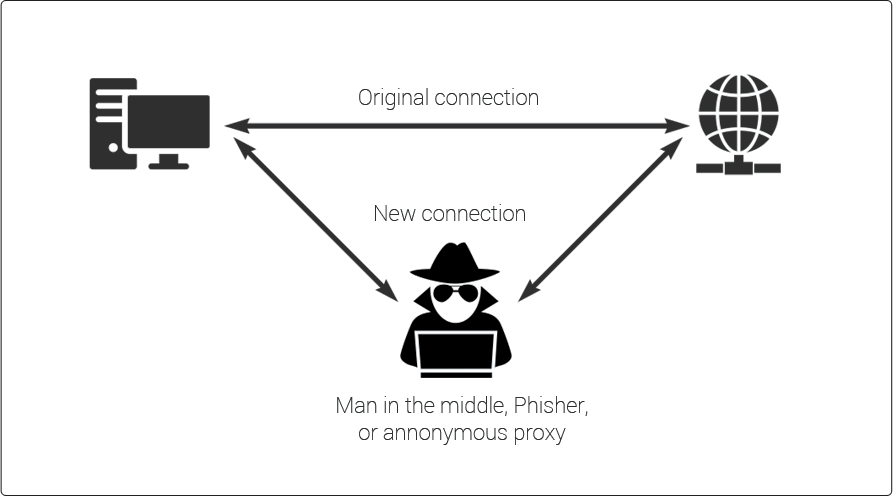 Original connection
New connection
Man in the middle, Phisher,
or annonymous proxy